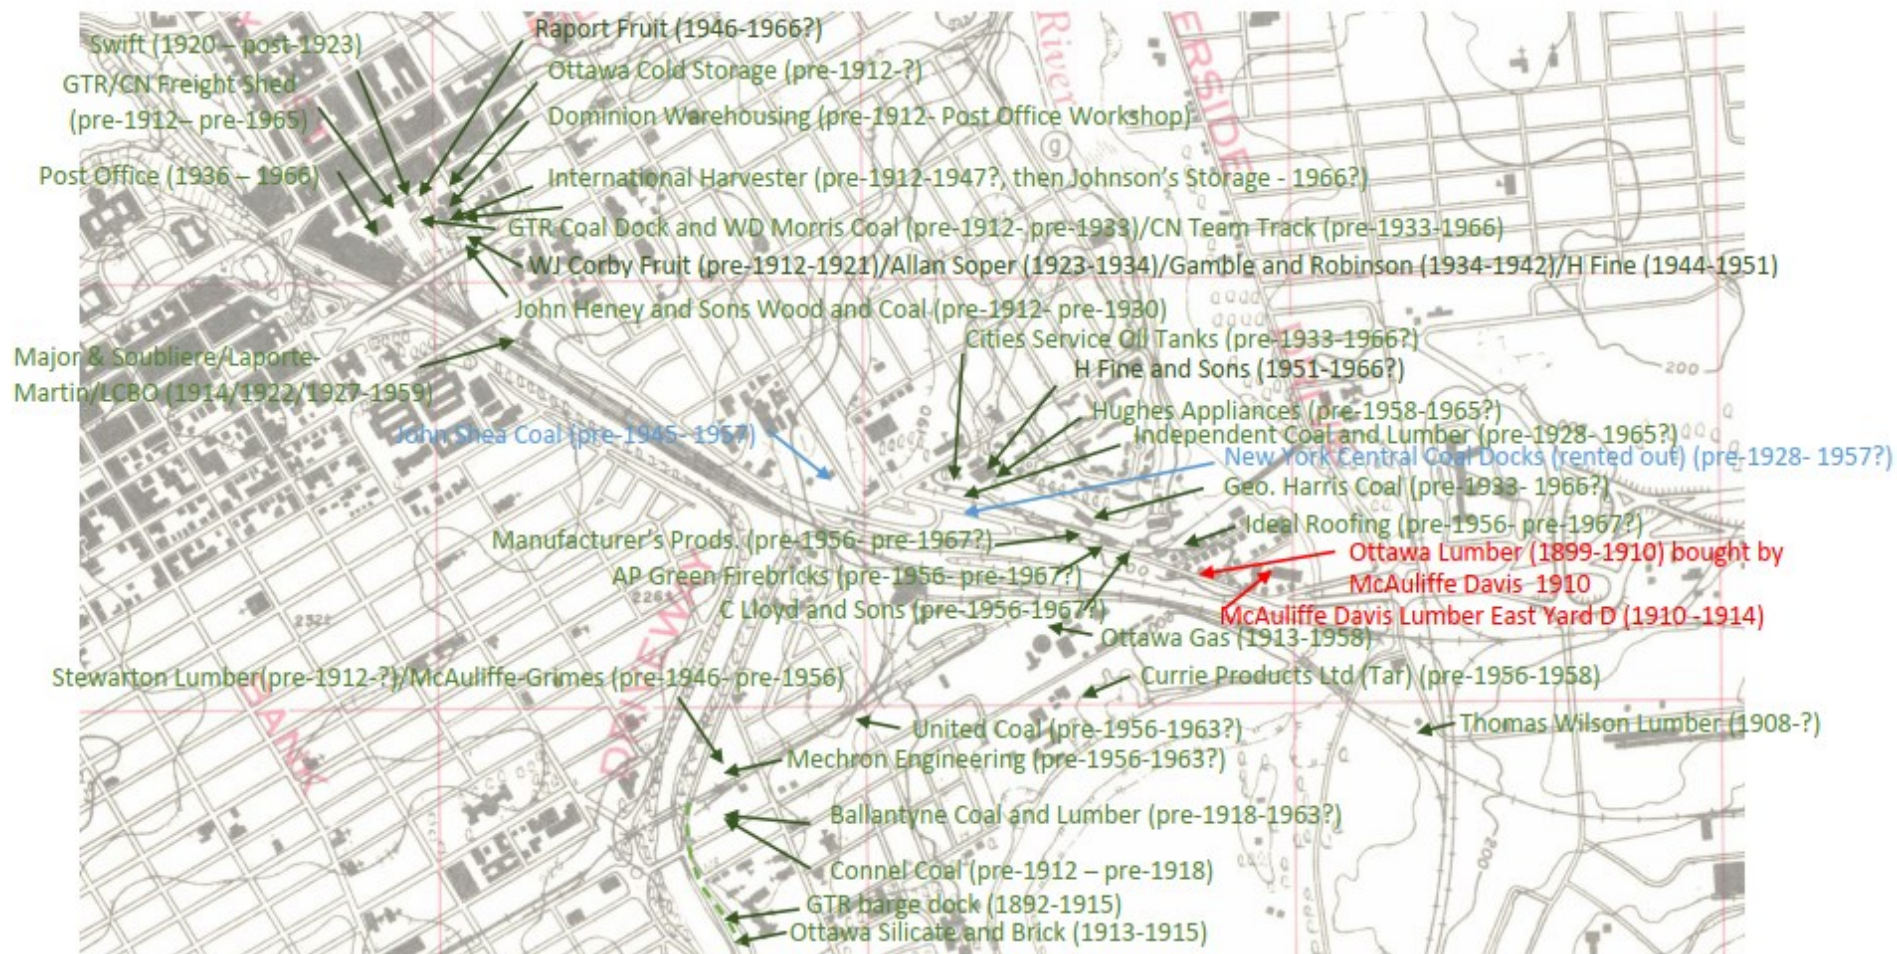 Raport Fruit (1946-1966?)
Swift (1920 – post-1923)
Ottawa Cold Storage (pre-1912-?)
GTR/CN Freight Shed
(pre-1912– pre-1965)
Dominion Warehousing (pre-1912- Post Office Workshop)
Post Office (1936 – 1966)
International Harvester (pre-1912-1947?, then Johnson's Storage - 1966?)
GTR Coal Dock and WD Morris Coal (pre-1912- pre-1933)/CN Team Track (pre-1933-1966)
WJ Corby Fruit (pre-1912-1921)/Allan Soper (1923-1934)/Gamble and Robinson (1934-1942)/H Fine (1944-1951)
John Heney and Sons Wood and Coal (pre-1912- pre-1930)
Cities Service Oil Tanks (pre-1933-1966?)
Major & Soubliere/Laporte-
Martin/LCBO (1914/1922/1927-1959)
H Fine and Sons (1951-1966?)
Hughes Appliances (pre-1958-1965?)
John Shea Coal (pre-1945- 1957)
Independent Coal and Lumber (pre-1928- 1965?)
New York Central Coal Docks (rented out) (pre-1928- 1957?)
Geo. Harris Coal (pre-1933- 1966?)
Ideal Roofing (pre-1956- pre-1967?)
Manufacturer's Prods. (pre-1956- pre-1967?)
Ottawa Lumber (1899-1910) bought by
McAuliffe Davis 1910
AP Green Firebricks (pre-1956- pre-1967?)
C Lloyd and Sons (pre-1956-1967?)
McAuliffe Davis Lumber East Yard D (1910 -1914)
Ottawa Gas (1913-1958)
Stewarton Lumber(pre-1912-?)/McAuliffe-Grimes (pre-1946- pre-1956)
Currie Products Ltd (Tar) (pre-1956-1958)
United Coal (pre-1956-1963?)
Thomas Wilson Lumber (1908-?)
Mechron Engineering (pre-1956-1963?)
Ballantyne Coal and Lumber (pre-1918-1963?)
Connel Coal (pre-1912 – pre-1918)
GTR barge dock (1892-1915)
Ottawa Silicate and Brick (1913-1915)
River
ERSIDE
DRIVEWAY
BANK
g
200
200